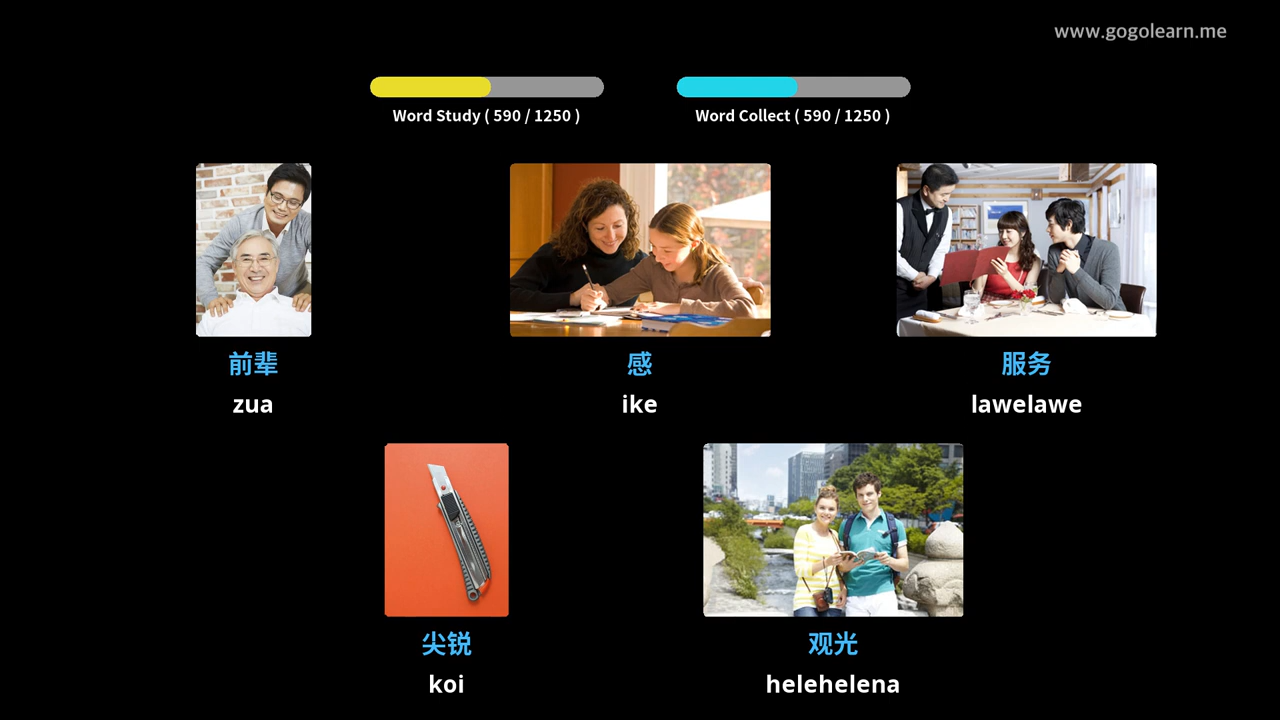 www.gogolearn.me
Word Study ( 590 / 1250 )
Word Collect ( 590 / 1250 )
前辈
zua
感
ike
服务
lawelawe
尖锐
koi
观光
helehelena